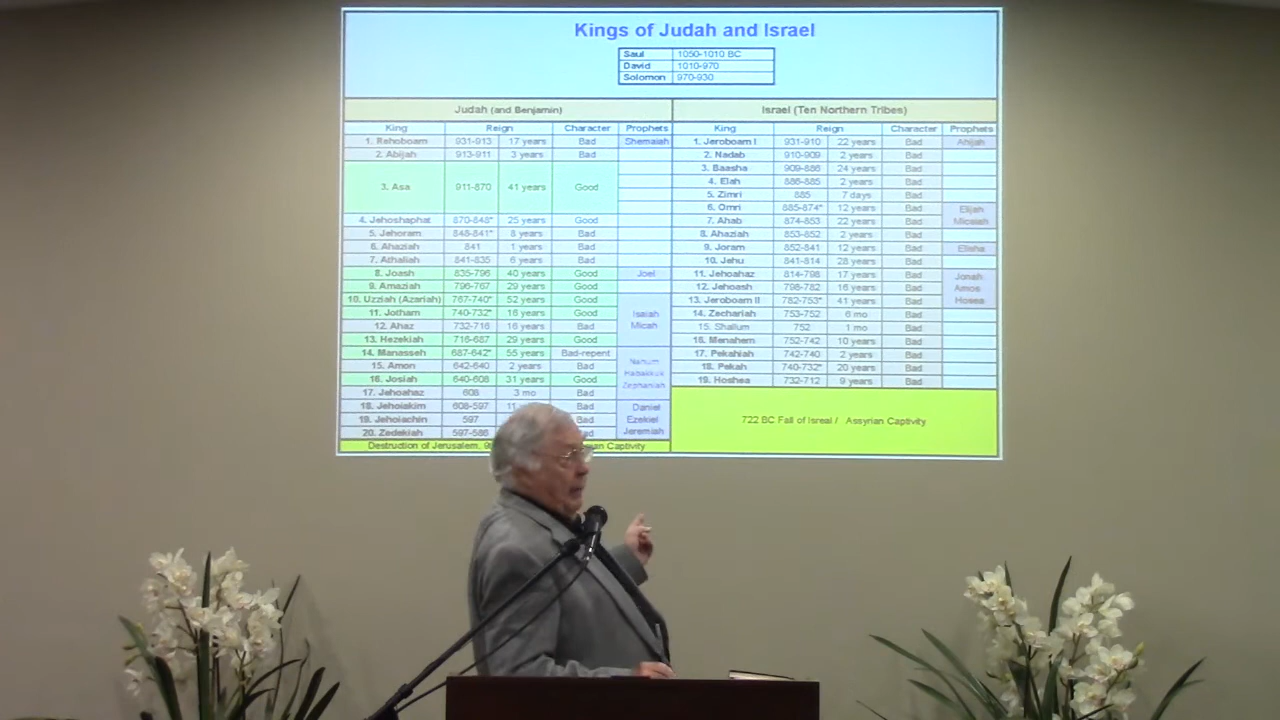 Kings of Judah and Israel
Saul 1050-1010 BC
David 1010-970
Solomon 970-930
Judah (and Benjamin)
King Reign Character Prophets
1. Rehoboam 931-913 17 years Bad Shemaiah
2. Abijah 913-911 3 years Bad
3. Asa 911-870 41 years Good
4. Jehoshaphat 870-848* 25 years Good
5. Jehoram 848-841* 8 years Bad
6. Ahaziah 841 1 years Bad
7. Athaliah 841-835 6 years Bad
8. Joash 835-796 40 years Good Joel
9. Amaziah 796-767 29 years Good
10. Uzziah (Azariah) 767-740* 52 years Good
11. Jotham 740-732* 16 years Good Isaiah
12. Ahaz 732-716 16 years Bad Micah
13. Hezekiah 716-687 29 years Good
14. Manasseh 687-642* 55 years Bad-repent Nahum
15. Amon 642-640 2 years Bad Habakkuk
16. Josiah 640-608 31 years Good Zephaniah
17. Jehoahaz 608 3 mo Bad
18. Jehoiakim 608-597 11 Bad Daniel
19. Jehoiachin 597 Bad Ezekiel
20. Zedekiah 597-586 Jeremiah
Destruction of Jerusalem, Captivity
Israel (Ten Northern Tribes)
King Reign Character Prophets
1. Jeroboam I 931-910 22 years Bad Ahijah
2. Nadab 910-909 2 years Bad
3. Baasha 909-886 24 years Bad
4. Elah 886-885 2 years Bad
5. Zimri 885 7 days Bad
6. Omri 885-874* 12 years Bad Elijah
7. Ahab 874-853 22 years Bad Micaiah
8. Ahaziah 853-852 2 years Bad
9. Joram 852-841 12 years Bad Elisha
10. Jehu 841-814 28 years Bad
11. Jehoahaz 814-798 17 years Bad Jonah
12. Jehoash 798-782 16 years Bad Amos
13. Jeroboam II 782-753* 41 years Bad Hosea
14. Zechariah 753-752 6 mo Bad
15. Shallum 752 1 mo Bad
16. Menahem 752-742 10 years Bad
17. Pekahiah 742-740 2 years Bad
18. Pekah 740-732* 20 years Bad
19. Hoshea 732-712 9 years Bad
722 BC Fall of Isreal / Assyrian Captivity